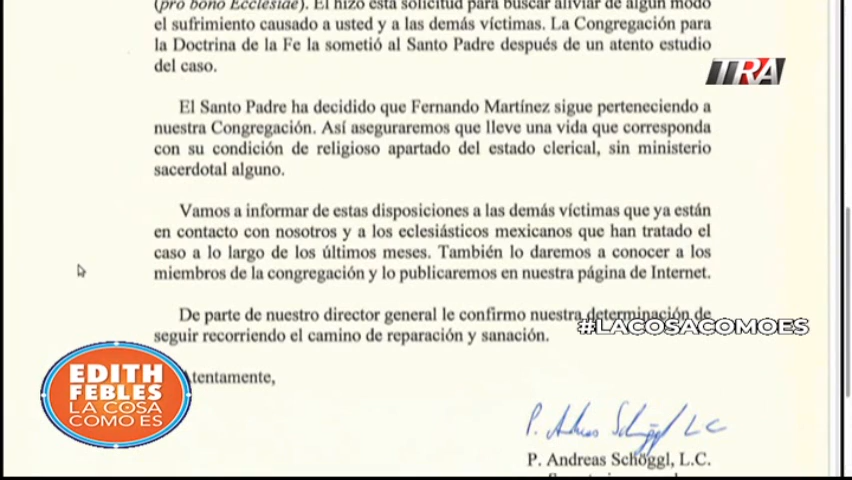 (pro bono Ecclesiae). Él hizo esta solicitud para buscar aliviar de algún modo
el sufrimiento causado a usted y a las demás víctimas. La Congregación para
la Doctrina de la Fe la sometió al Santo Padre después de un atento estudio
del caso.
TRA
El Santo Padre ha decidido que Fernando Martínez sigue perteneciendo a
nuestra Congregación. Así aseguraremos que lleve una vida que corresponda
con su condición de religioso apartado del estado clerical, sin ministerio
sacerdotal alguno.
Vamos a informar de estas disposiciones a las demás víctimas que ya están
en contacto con nosotros y a los eclesiásticos mexicanos que han tratado el
caso a lo largo de los últimos meses. También lo daremos a conocer a los
miembros de la congregación y lo publicaremos en nuestra página de Internet.
De parte de nuestro director general le confirmo nuestra determinación de
seguir recorriendo el camino de reparación y sanación.
#LACOSACOMOES
EDITH
FEBLES
LA COSA
COMO ES
Atentamente,
P. Andreas Schöggl LC
P. Andreas Schöggl, L.C.